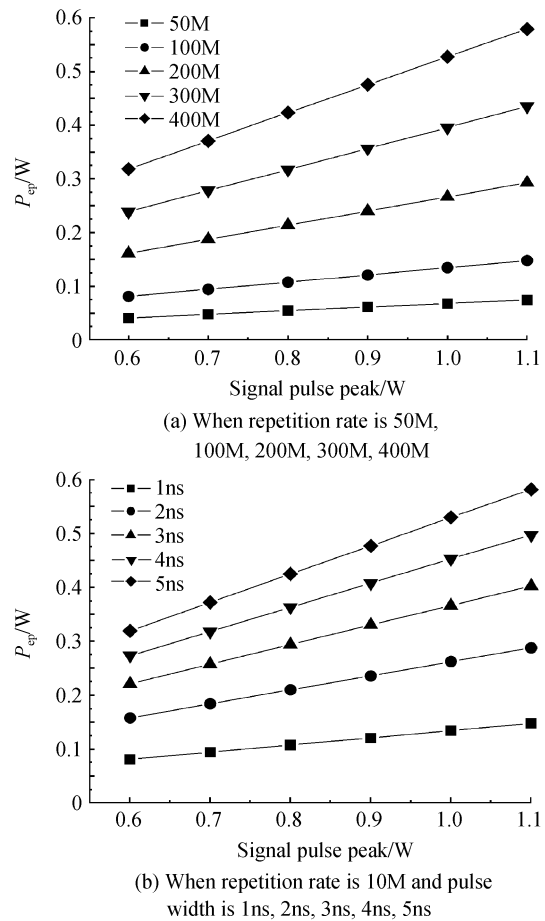 0.6
0.5
0.4
0.3
0.2
0.1
0
P_ep/W
50M
100M
200M
300M
400M
0.6 0.7 0.8 0.9 1.0 1.1
Signal pulse peak/W
(a) When repetition rate is 50M,
100M, 200M, 300M, 400M
0.6
0.5
0.4
0.3
0.2
0.1
0
P_ep/W
1ns
2ns
3ns
4ns
5ns
0.6 0.7 0.8 0.9 1.0 1.1
Signal pulse peak/W
(b) When repetition rate is 10M and pulse
width is 1ns, 2ns, 3ns, 4ns, 5ns